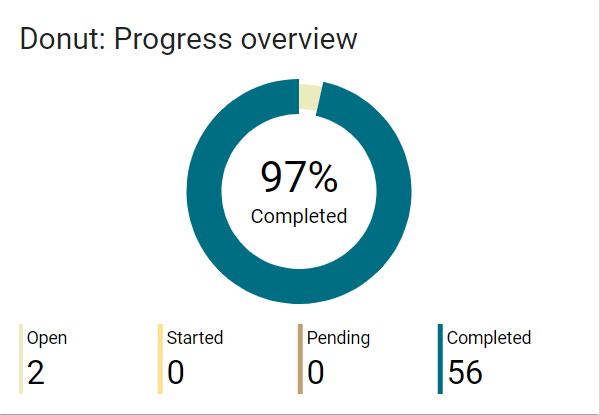 Donut: Progress overview
97%
Completed
Open
2
Started
0
Pending
0
Completed
56